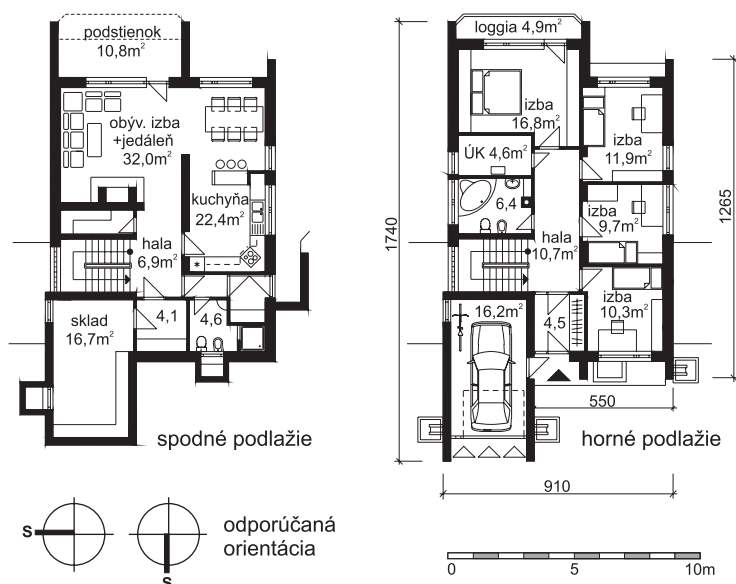 podstienok
10,8m²
obýv. izba
+jedáleň
32,0m²
kuchyňa
22,4m²
hala
6,9m²
sklad
16,7m²
4,1
4,6
*
spodné podlažie
loggia 4,9m²
izba
16,8m²
izba
11,9m²
ÚK 4,6m²
6,4
izba
9,7m²
hala
10,7m²
izba
10,3m²
16,2m²
4,5
1740
1265
550
910
horné podlažie
S
S
odporúčaná
orientácia
0 5 10m